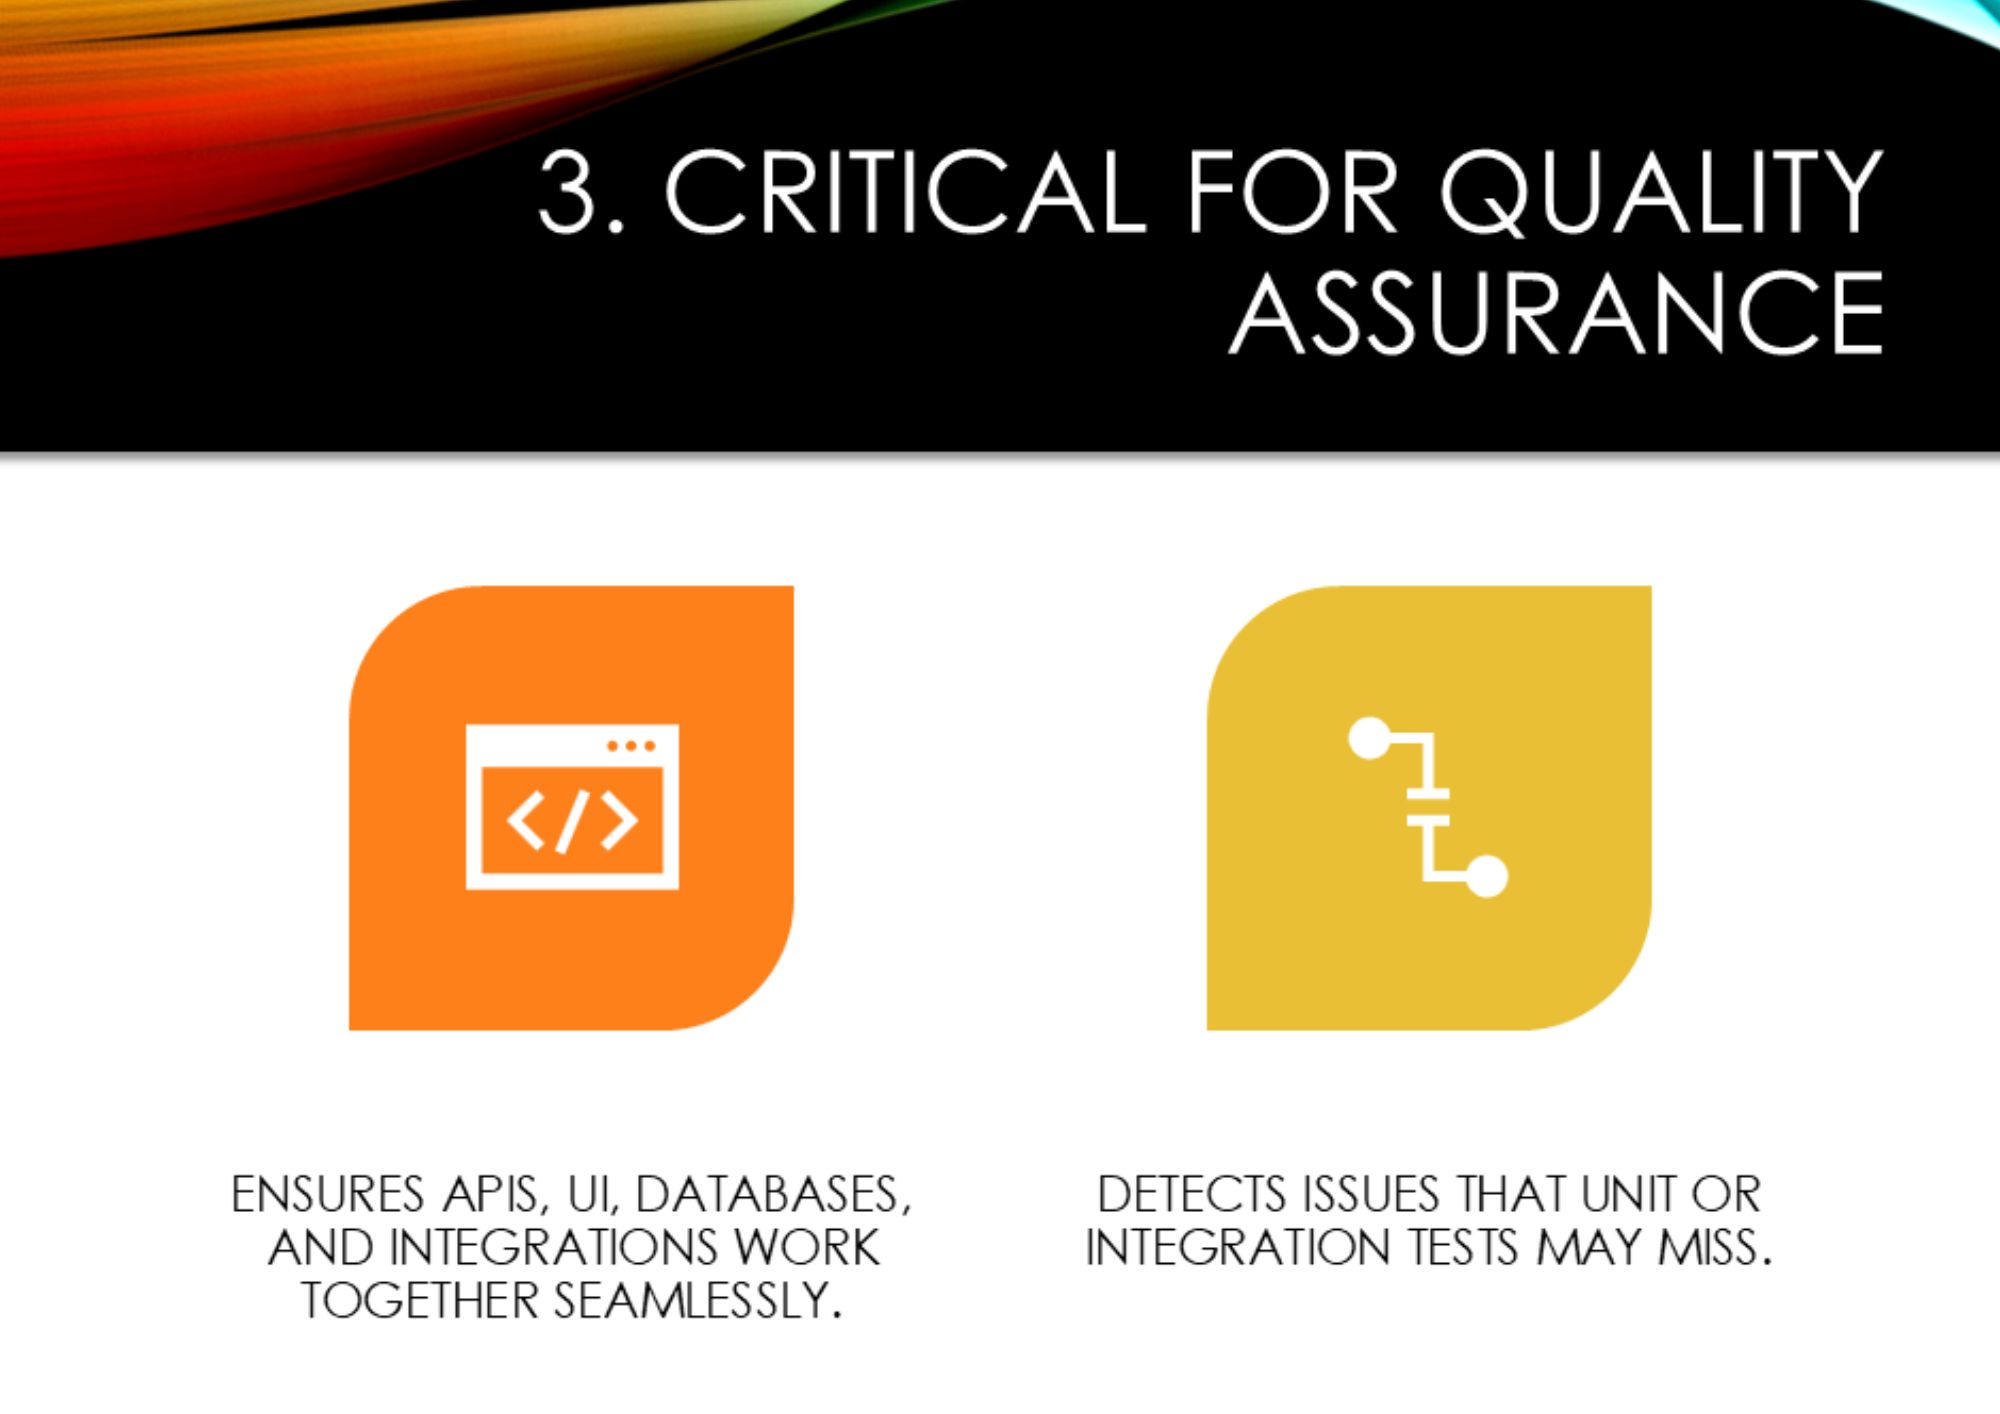 3. CRITICAL FOR QUALITY
ASSURANCE
</>
ENSURES APIS, UI, DATABASES,
AND INTEGRATIONS WORK
TOGETHER SEAMLESSLY.
DETECTS ISSUES THAT UNIT OR
INTEGRATION TESTS MAY MISS.